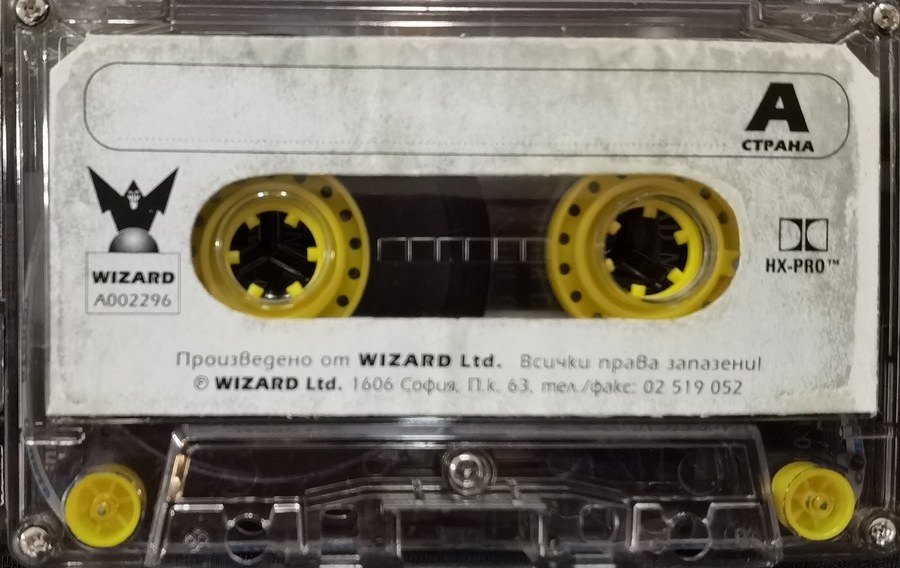 A
СТРАНА
WIZARD
A002296
HX-PRO™
Произведено от WIZARD Ltd. Всички права запазени!
℗ WIZARD Ltd. 1606 София, П.к. 63, тел./факс: 02 519 052